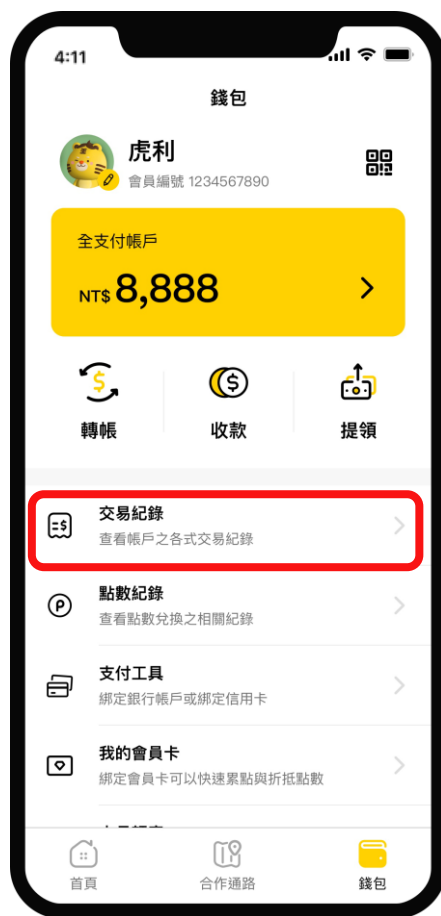 4:11
錢包
虎利
會員編號 1234567890
全支付帳戶
NT$ 8,888
轉帳 收款 提領
交易紀錄
查看帳戶之各式交易紀錄
點數紀錄
查看點數兌換之相關紀錄
支付工具
綁定銀行帳戶或綁定信用卡
我的會員卡
綁定會員卡可以快速累點與折抵點數
首頁 合作通路 錢包